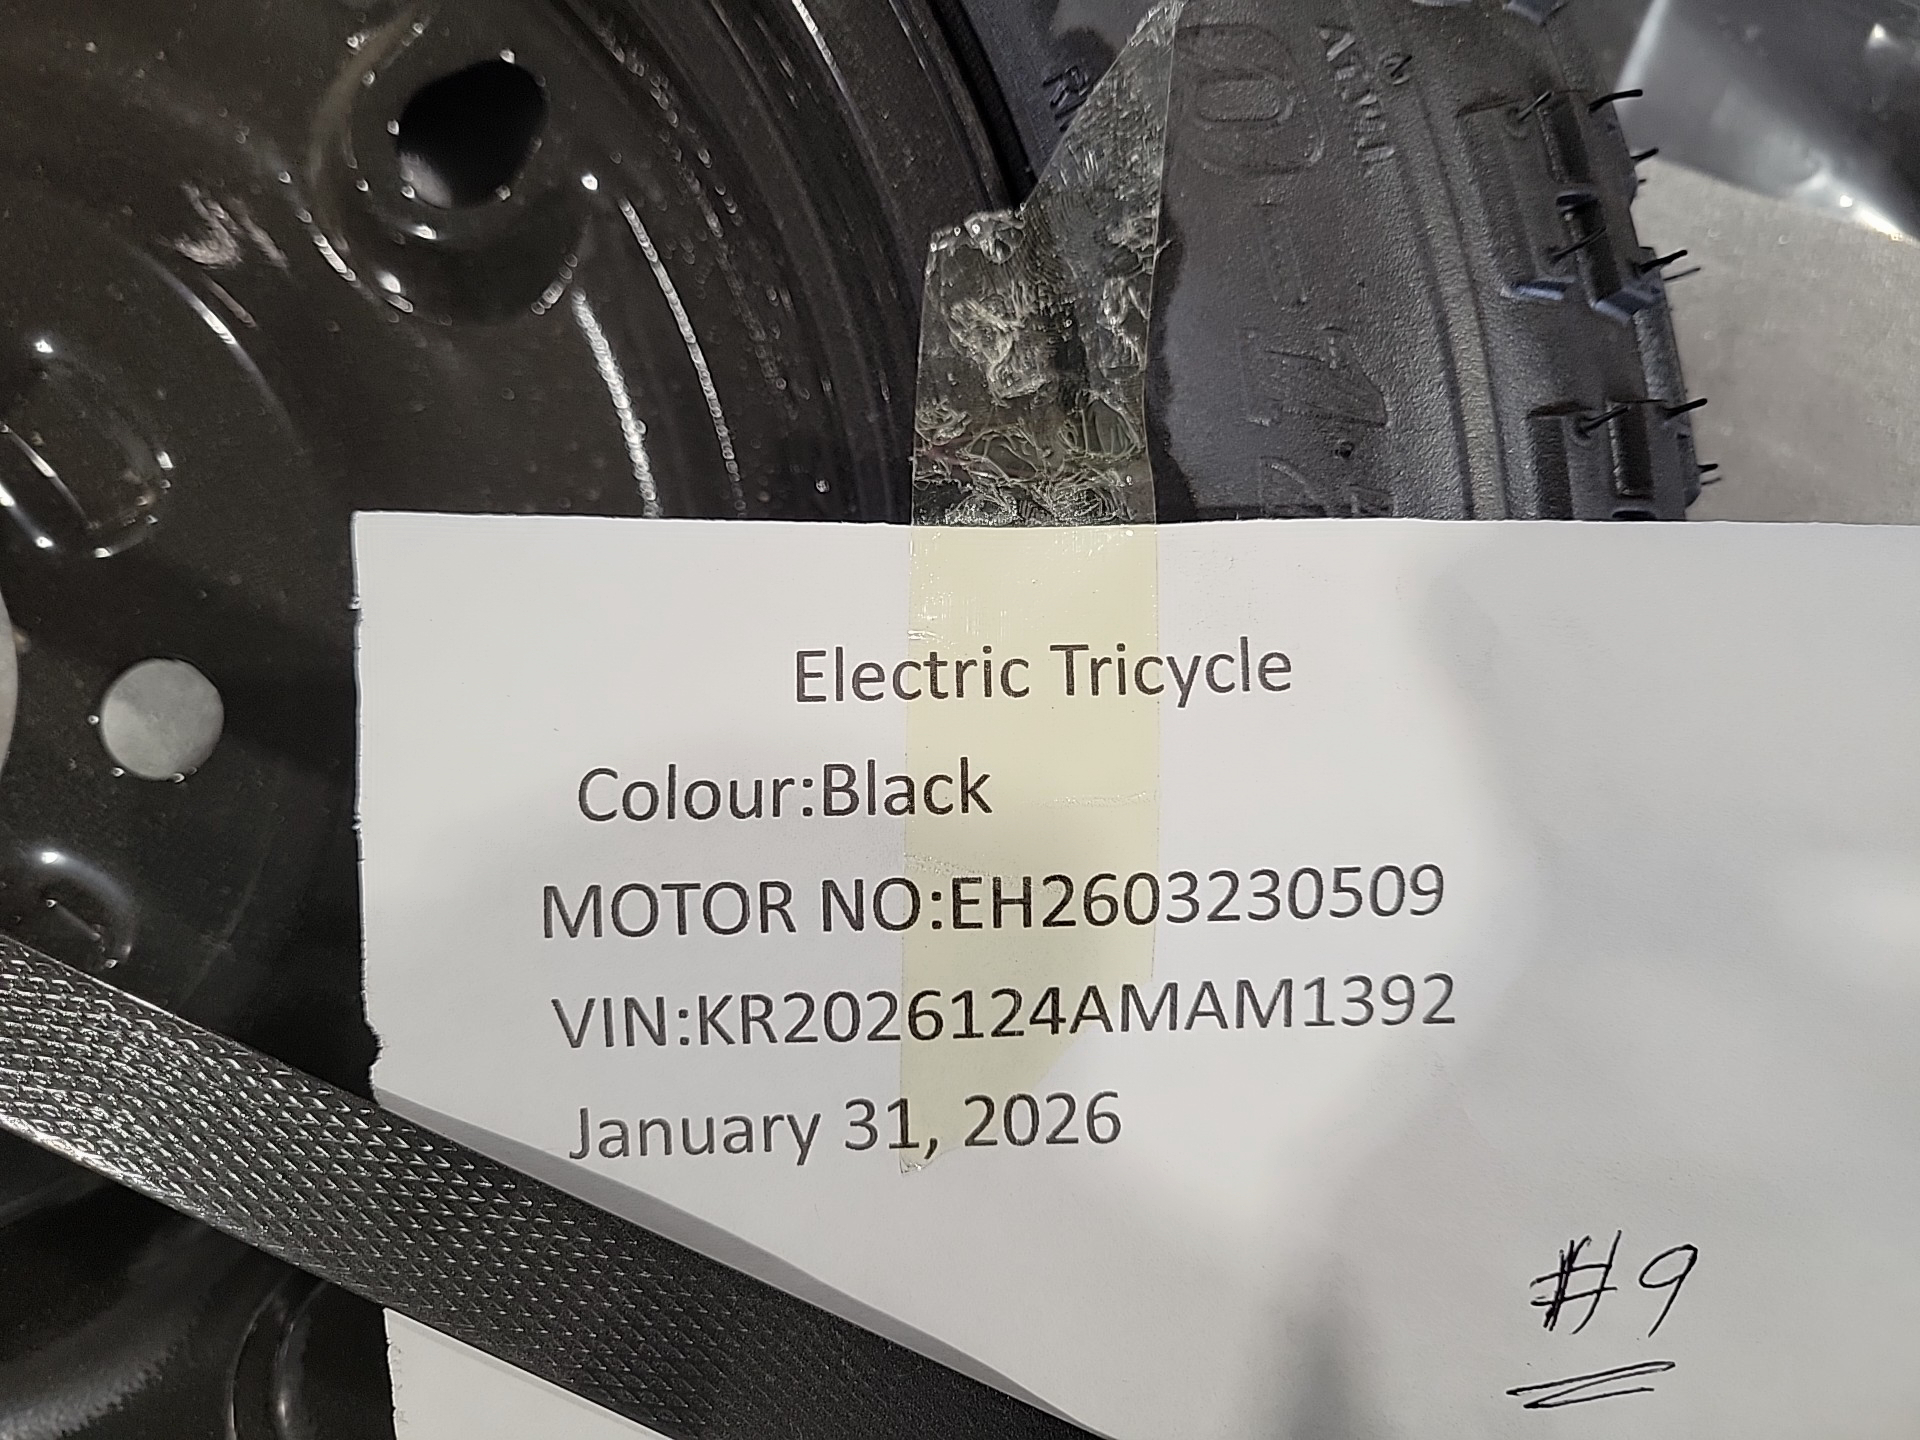 Electric Tricycle
Colour:Black
MOTOR NO:EH2603230509
VIN:KR2026124AMAM1392
January 31, 2026
#9